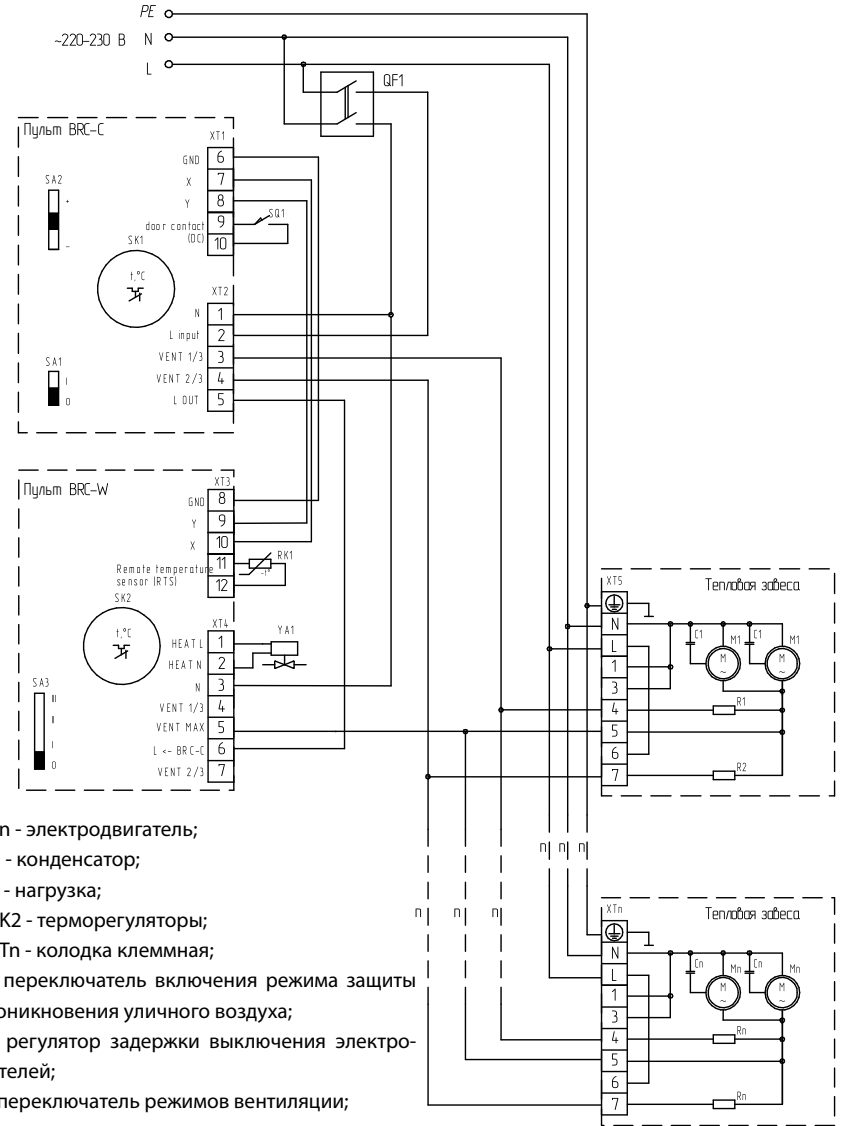 PE
~220-230 В N
L
QF1
Пульт BRC-C
XT1
GND 6
X 7
Y 8
door contact (DC) 9
10
SQ1
SA2
+
-
SK1
t,°C
XT2
N 1
L input 2
VENT 1/3 3
VENT 2/3 4
L OUT 5
SA1
I
0
Пульт BRC-W
XT3
GND 8
Y 9
X 10
Remote temperature 11
sensor (RTS) 12
RK1
-t°
SK2
t,°C
XT4
HEAT L 1
HEAT N 2
N 3
VENT 1/3 4
VENT MAX 5
L <- BRC-C 6
VENT 2/3 7
YA1
SA3
III
II
I
0
XT5
Тепловая завеса
N
L
1
3
4
5
6
7
C1
M1
C1
M1
M
~
M
~
R1
R2
n n n
n n n
XTn
Тепловая завеса
N
L
1
3
4
5
6
7
Cn
Mn
Cn
Mn
M
~
M
~
Rn
Rn
n - электродвигатель;
- конденсатор;
- нагрузка;
K2 - терморегуляторы;
Tn - колодка клеммная;
переключатель включения режима защиты
оникновения уличного воздуха;
регулятор задержки выключения электро-
телей;
переключатель режимов вентиляции;